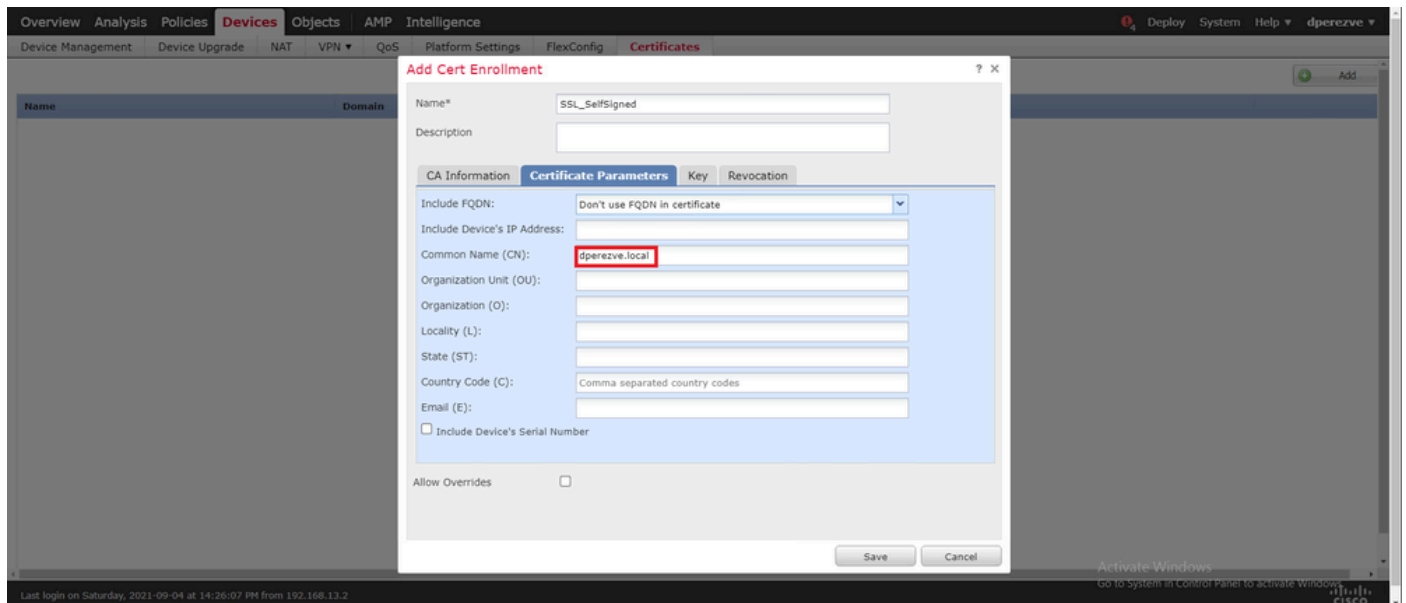 Overview Analysis Policies Devices Objects AMP Intelligence 4 Deploy System Help dperezve
Device Management Device Upgrade NAT VPN QoS Platform Settings FlexConfig Certificates
Add Cert Enrollment ? ×
Add
Name Domain
Name* SSL_SelfSigned
Description
CA Information Certificate Parameters Key Revocation
Include FQDN: Don't use FQDN in certificate
Include Device's IP Address:
Common Name (CN): dperezve.local
Organization Unit (OU):
Organization (O):
Locality (L):
State (ST):
Country Code (C): Comma separated country codes
Email (E):
Include Device's Serial Number
Allow Overrides
Save Cancel
Activate Windows
Go to System in Control Panel to activate Windows.
Last login on Saturday, 2021-09-04 at 14:26:07 PM from 192.168.13.2
CISCO